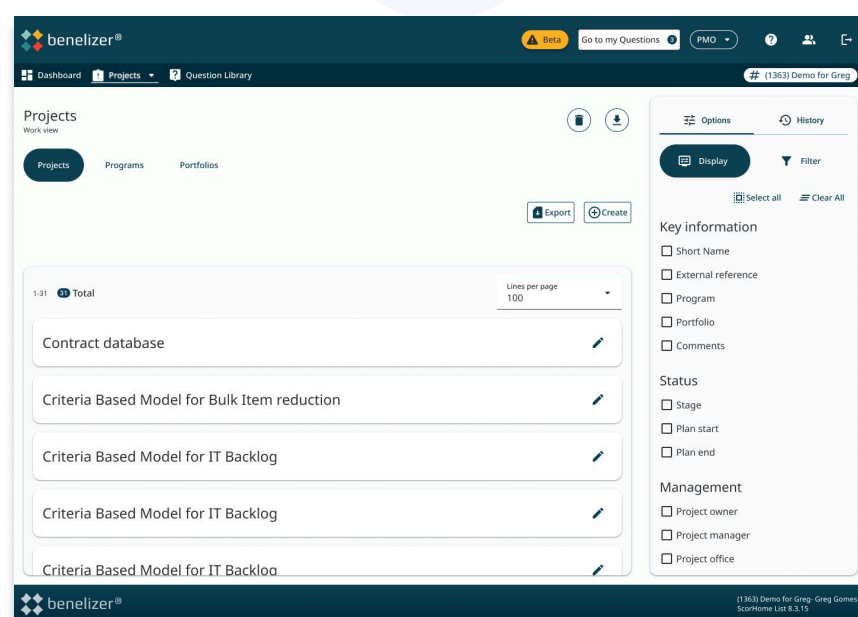 benelizer®
Beta
Go to my Questions 3
PMO
Dashboard
Projects
Question Library
# (1363) Demo for Greg
Projects
Work view
Projects
Programs
Portfolios
Export
Create
1-31 31 Total
Lines per page
100
Contract database
Criteria Based Model for Bulk Item reduction
Criteria Based Model for IT Backlog
Criteria Based Model for IT Backlog
Criteria Based Model for IT Backlog
Options
History
Display
Filter
Select all
Clear All
Key information
Short Name
External reference
Program
Portfolio
Comments
Status
Stage
Plan start
Plan end
Management
Project owner
Project manager
Project office
benelizer®
(1363) Demo for Greg- Greg Gomes
ScorHome List 8.3.15